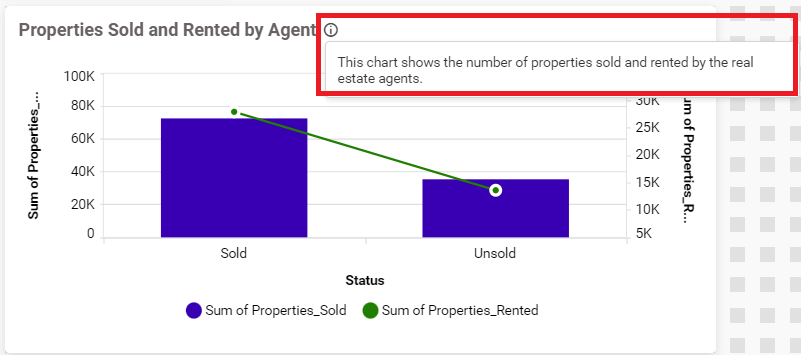 Properties Sold and Rented by Agent
This chart shows the number of properties sold and rented by the real
estate agents.
100K
80K
60K
40K
20K
0
Sum of Properties_...
30K
25K
20K
15K
10K
5K
Sum of Properties_R...
Sold
Unsold
Status
Sum of Properties_Sold
Sum of Properties_Rented